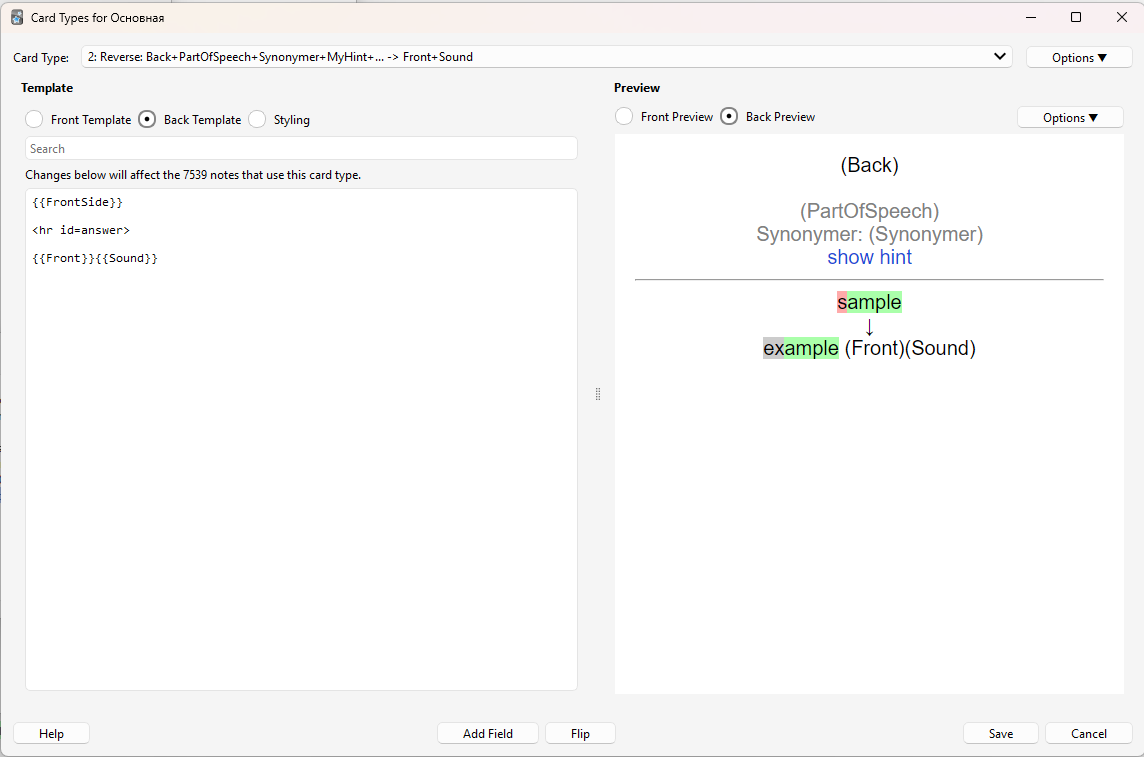 Card Types for Основная
Card Type: 2: Reverse: Back+PartOfSpeech+Synonymer+MyHint+... -> Front+Sound Options ▼
Template
Front Template Back Template Styling
Search
Changes below will affect the 7539 notes that use this card type.
{{FrontSide}}
<hr id=answer>
{{Front}}{{Sound}}
Preview
Front Preview Back Preview Options ▼
(Back)
(PartOfSpeech)
Synonymer: (Synonymer)
show hint
sample
↓
example (Front)(Sound)
Help Add Field Flip Save Cancel